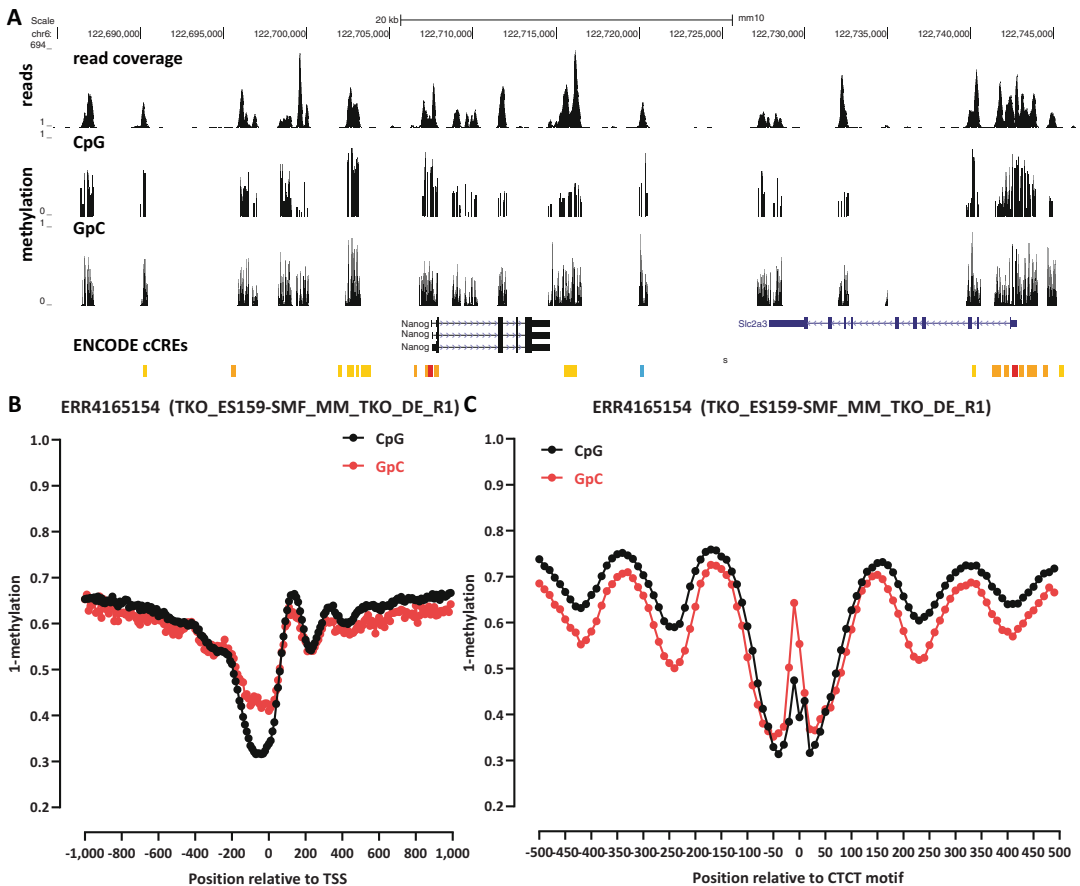 A
Scale
20 kb
mm10
chr6:
122,690,000
122,695,000
122,700,000
122,705,000
122,710,000
122,715,000
122,720,000
122,725,000
122,730,000
122,735,000
122,740,000
122,745,000
694
read coverage
reads
1
1
CpG
methylation
0
1
GpC
0
Nanog
Nanog
Nanog
Slc2a3
ENCODE cCREs
s
B
ERR4165154 (TKO_ES159-SMF_MM_TKO_DE_R1)
CpG
GpC
1.0
0.9
0.8
0.7
0.6
0.5
0.4
0.3
0.2
1-methylation
-1,000
-800
-600
-400
-200
0
200
400
600
800
1,000
Position relative to TSS
C
ERR4165154 (TKO_ES159-SMF_MM_TKO_DE_R1)
CpG
GpC
1.0
0.9
0.8
0.7
0.6
0.5
0.4
0.3
0.2
1-methylation
-500
-450
-400
-350
-300
-250
-200
-150
-100
-50
0
50
100
150
200
250
300
350
400
450
500
Position relative to CTCT motif